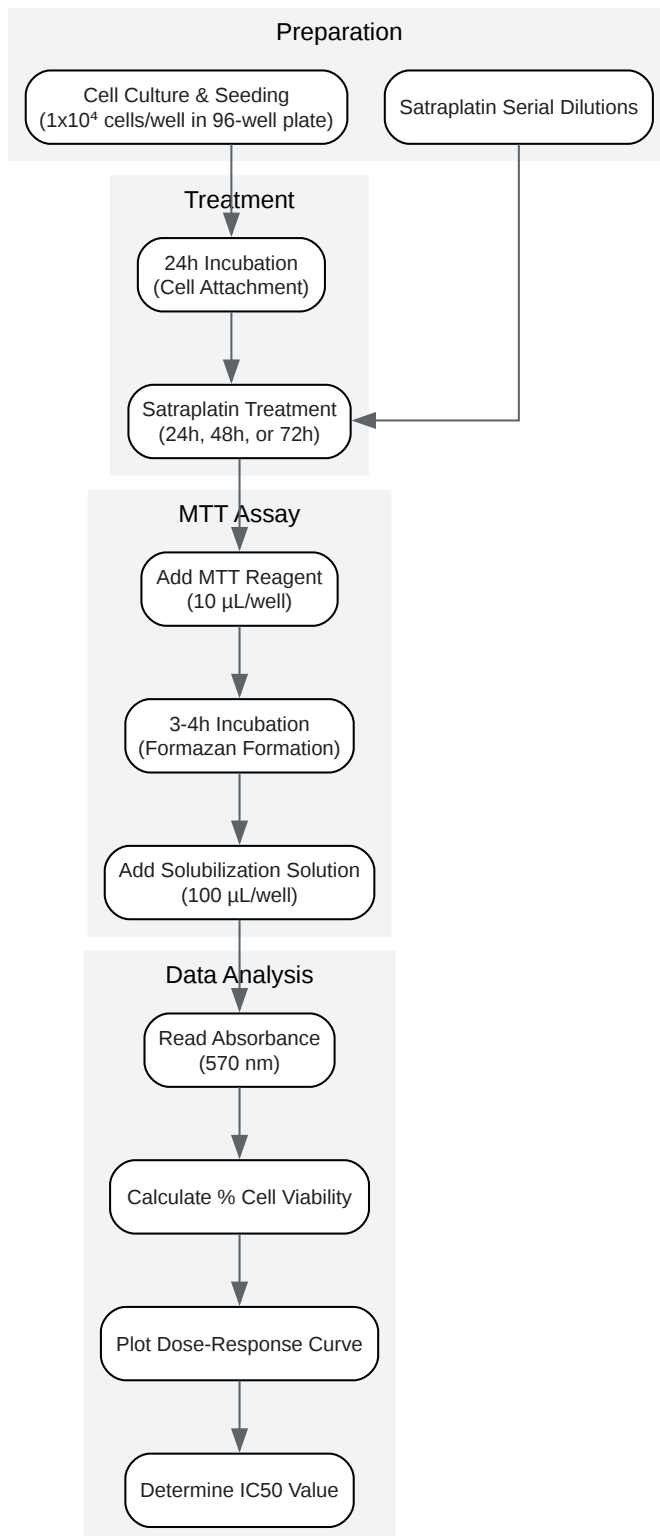 Preparation
Cell Culture & Seeding
(1x10⁴ cells/well in 96-well plate)
Satraplatin Serial Dilutions
Treatment
24h Incubation
(Cell Attachment)
Satraplatin Treatment
(24h, 48h, or 72h)
MTT Assay
Add MTT Reagent
(10 µL/well)
3-4h Incubation
(Formazan Formation)
Add Solubilization Solution
(100 µL/well)
Data Analysis
Read Absorbance
(570 nm)
Calculate % Cell Viability
Plot Dose-Response Curve
Determine IC50 Value